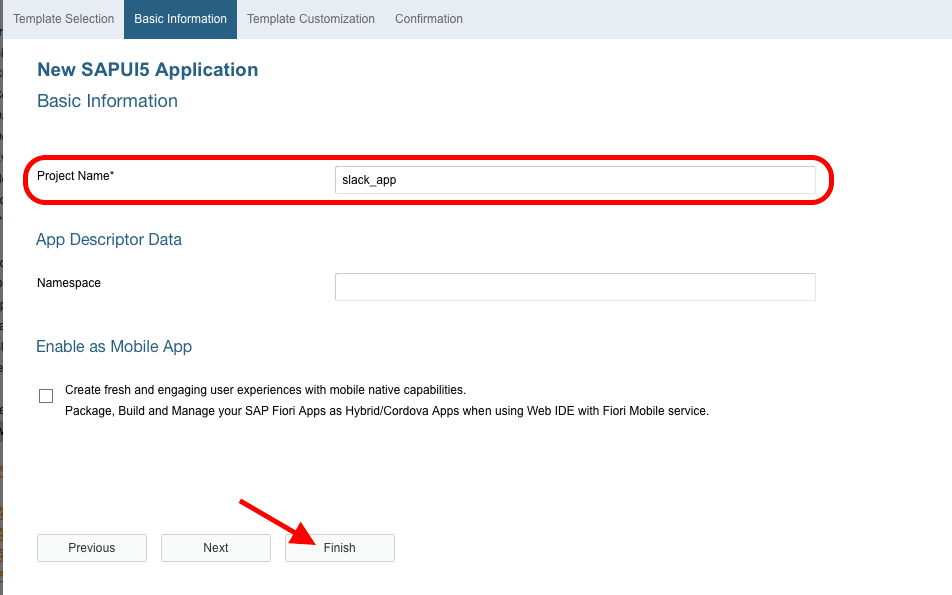 Template Selection Basic Information Template Customization Confirmation
New SAPUI5 Application
Basic Information
Project Name* slack_app
App Descriptor Data
Namespace
Enable as Mobile App
Create fresh and engaging user experiences with mobile native capabilities.
Package, Build and Manage your SAP Fiori Apps as Hybrid/Cordova Apps when using Web IDE with Fiori Mobile service.
Previous Next Finish